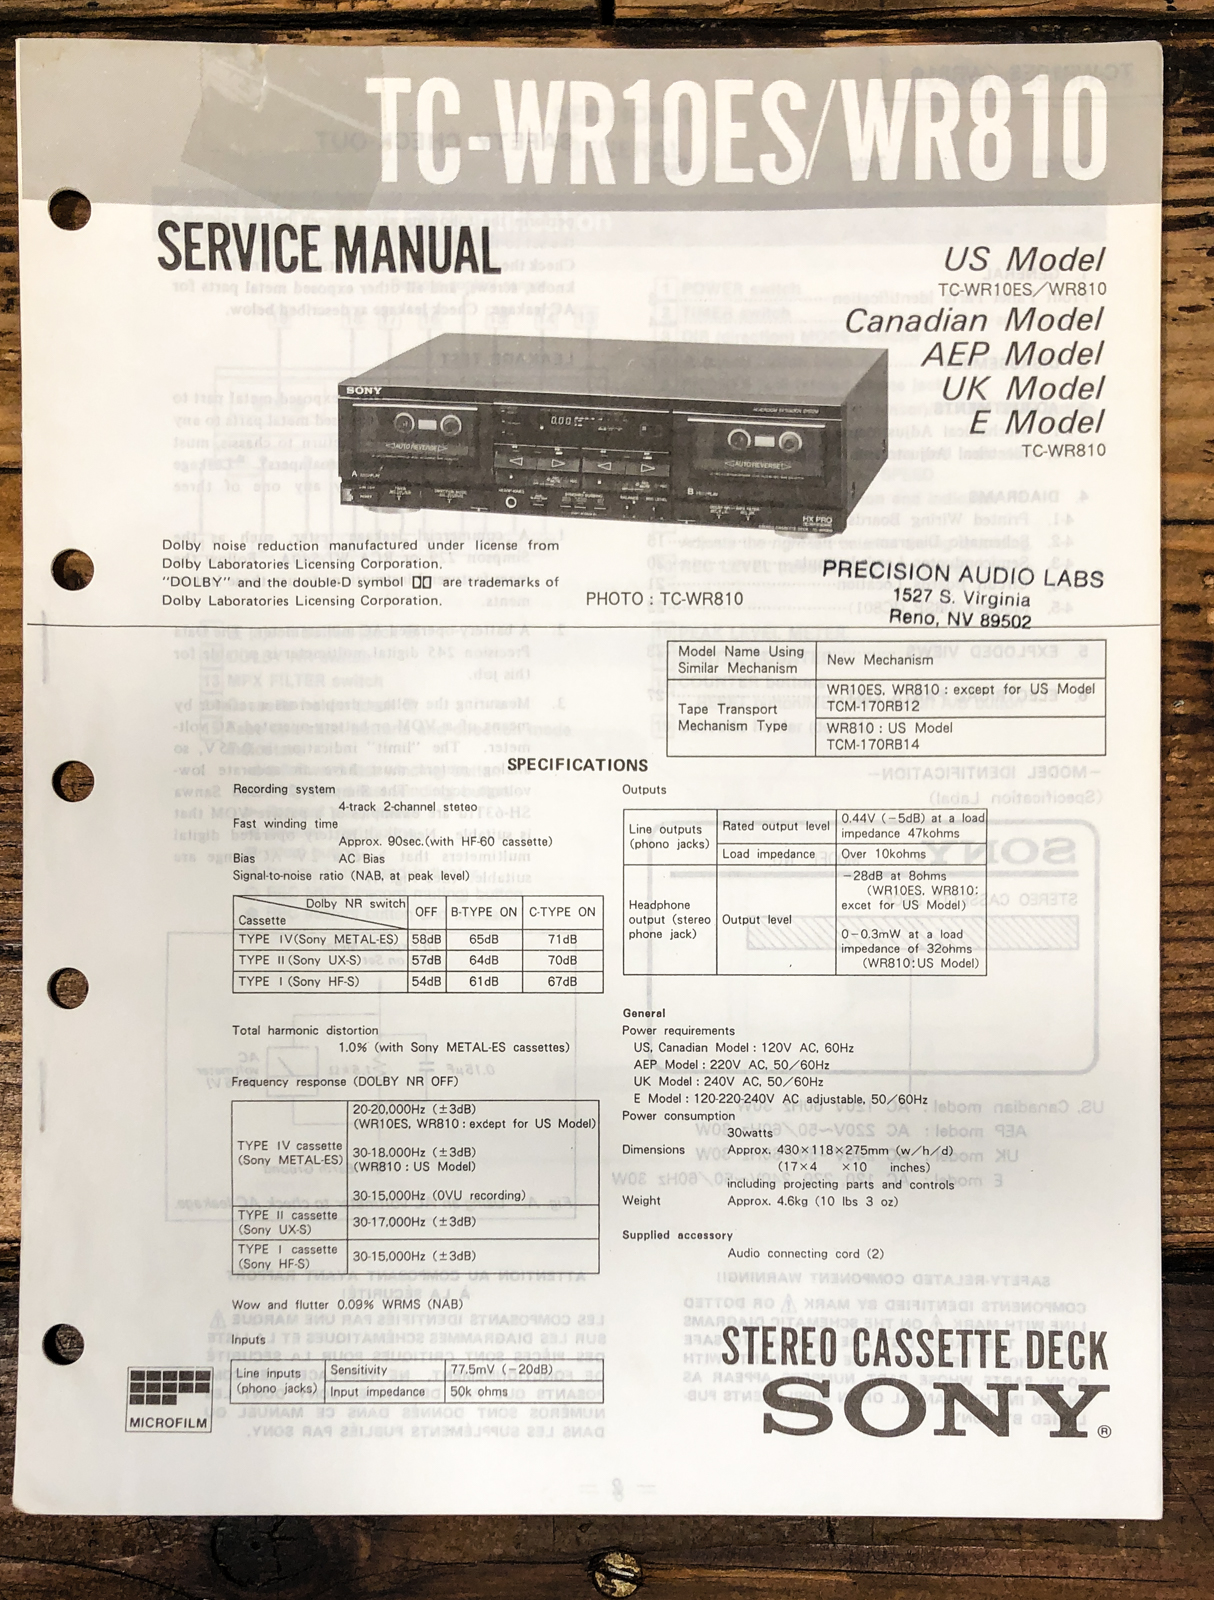 TC-WR10ES/WR810
SERVICE MANUAL
US Model
TC-WR10ES/WR810
Canadian Model
AEP Model
UK Model
E Model
TC-WR810
SONY
AUTO REVERSE
AUTO REVERSE
A
B
HX PRO
Dolby noise reduction manufactured under license from
Dolby Laboratories Licensing Corporation.
"DOLBY" and the double-D symbol are trademarks of
Dolby Laboratories Licensing Corporation.
PHOTO : TC-WR810
PRECISION AUDIO LABS
1527 S. Virginia
Reno, NV 89502
Model Name Using
Similar Mechanism
New Mechanism
Tape Transport
Mechanism Type
WR10ES, WR810 : except for US Model
TCM-170RB12
WR810 : US Model
TCM-170RB14
SPECIFICATIONS
Recording system
4-track 2-channel steteo
Fast winding time
Approx. 90sec.(with HF-60 cassette)
Bias AC Bias
Signal-to-noise ratio (NAB, at peak level)
Dolby NR switch
Cassette
OFF B-TYPE ON C-TYPE ON
TYPE IV(Sony METAL-ES) 58dB 65dB 71dB
TYPE II (Sony UX-S) 57dB 64dB 70dB
TYPE I (Sony HF-S) 54dB 61dB 67dB
Total harmonic distortion
1.0% (with Sony METAL-ES cassettes)
Frequency response (DOLBY NR OFF)
TYPE IV cassette
(Sony METAL-ES)
20-20,000Hz (±3dB)
(WR10ES, WR810 : except for US Model)
30-18,000Hz (±3dB)
(WR810 : US Model)
30-15,000Hz (0VU recording)
TYPE II cassette
(Sony UX-S)
30-17,000Hz (±3dB)
TYPE I cassette
(Sony HF-S)
30-15,000Hz (±3dB)
Wow and flutter 0.09% WRMS (NAB)
Inputs
Line inputs
(phono jacks)
Sensitivity 77.5mV (−20dB)
Input impedance 50k ohms
Outputs
Line outputs
(phono jacks)
Rated output level
0.44V (−5dB) at a load
impedance 47kohms
Load impedance Over 10kohms
Headphone
output (stereo
phone jack)
Output level
−28dB at 8ohms
(WR10ES, WR810:
excet for US Model)
0−0.3mW at a load
impedance of 32ohms
(WR810:US Model)
General
Power requirements
US, Canadian Model : 120V AC, 60Hz
AEP Model : 220V AC, 50/60Hz
UK Model : 240V AC, 50/60Hz
E Model : 120-220-240V AC adjustable, 50/60Hz
Power consumption
30watts
Dimensions Approx. 430×118×275mm (w/h/d)
(17×4 ×10 inches)
including projecting parts and controls
Weight Approx. 4.6kg (10 lbs 3 oz)
Supplied accessory
Audio connecting cord (2)
MICROFILM
STEREO CASSETTE DECK
SONY®